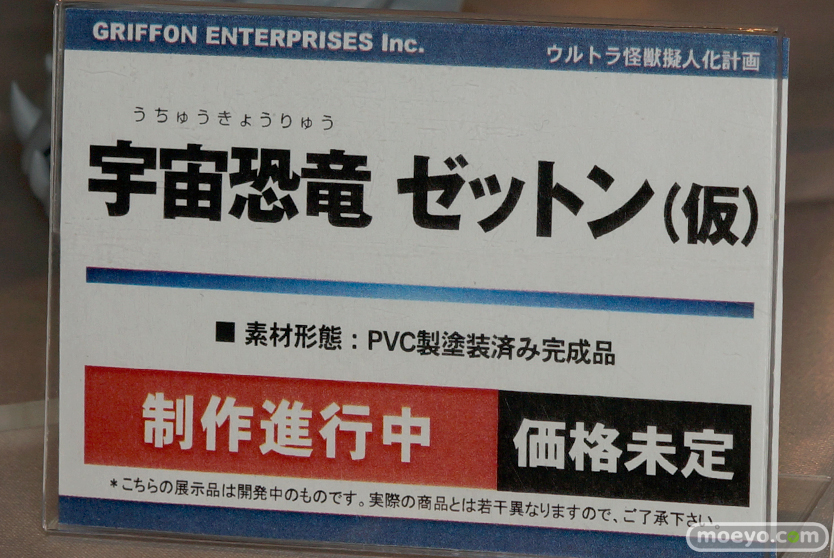 GRIFFON ENTERPRISES Inc.
ウルトラ怪獣擬人化計画
うちゅうきょうりゅう
宇宙恐竜 ゼットン(仮)
■ 素材形態:PVC製塗装済み完成品
制作進行中
価格未定
*こちらの展示品は開発中のものです。実際の商品とは若干異なりますので、ご了承下さい。
moeyo.com